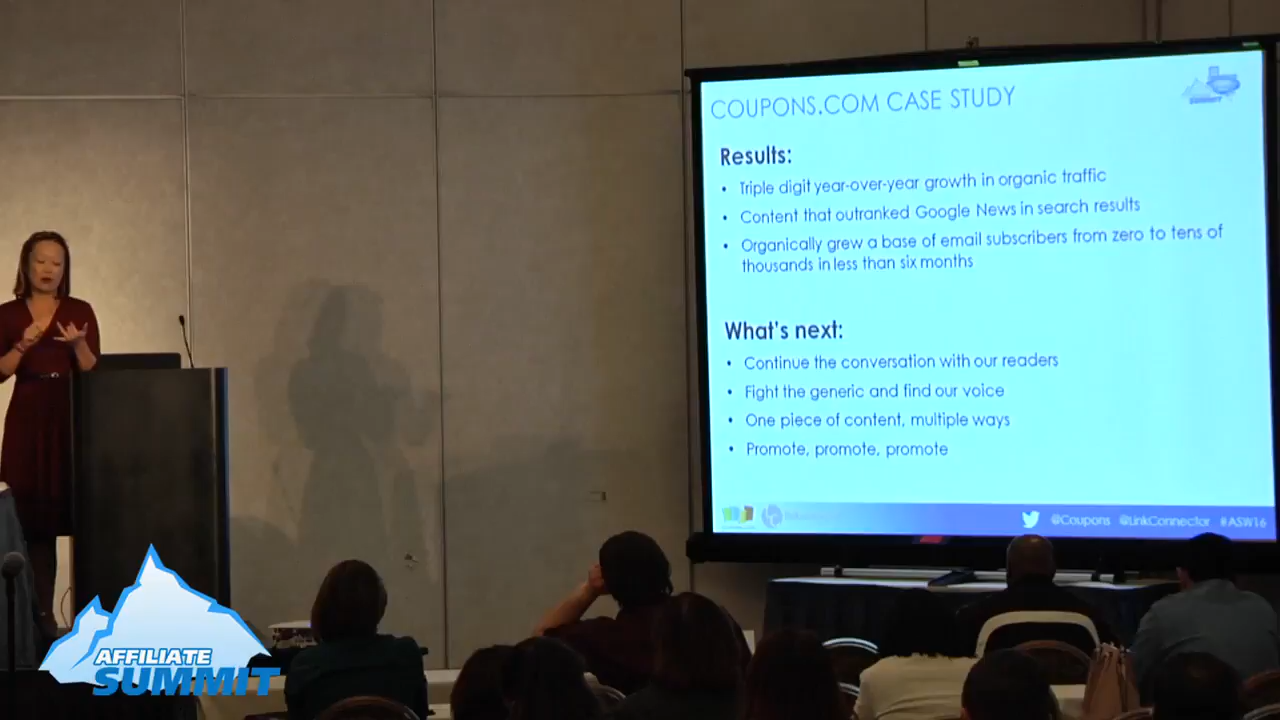 COUPONS.COM CASE STUDY
SUMMIT
Results:
• Triple digit year-over-year growth in organic traffic
• Content that outranked Google News in search results
• Organically grew a base of email subscribers from zero to tens of
thousands in less than six months
What's next:
• Continue the conversation with our readers
• Fight the generic and find our voice
• One piece of content, multiple ways
• Promote, promote, promote
@Coupons @LinkConnector #ASW16
AFFILIATE
SUMMIT